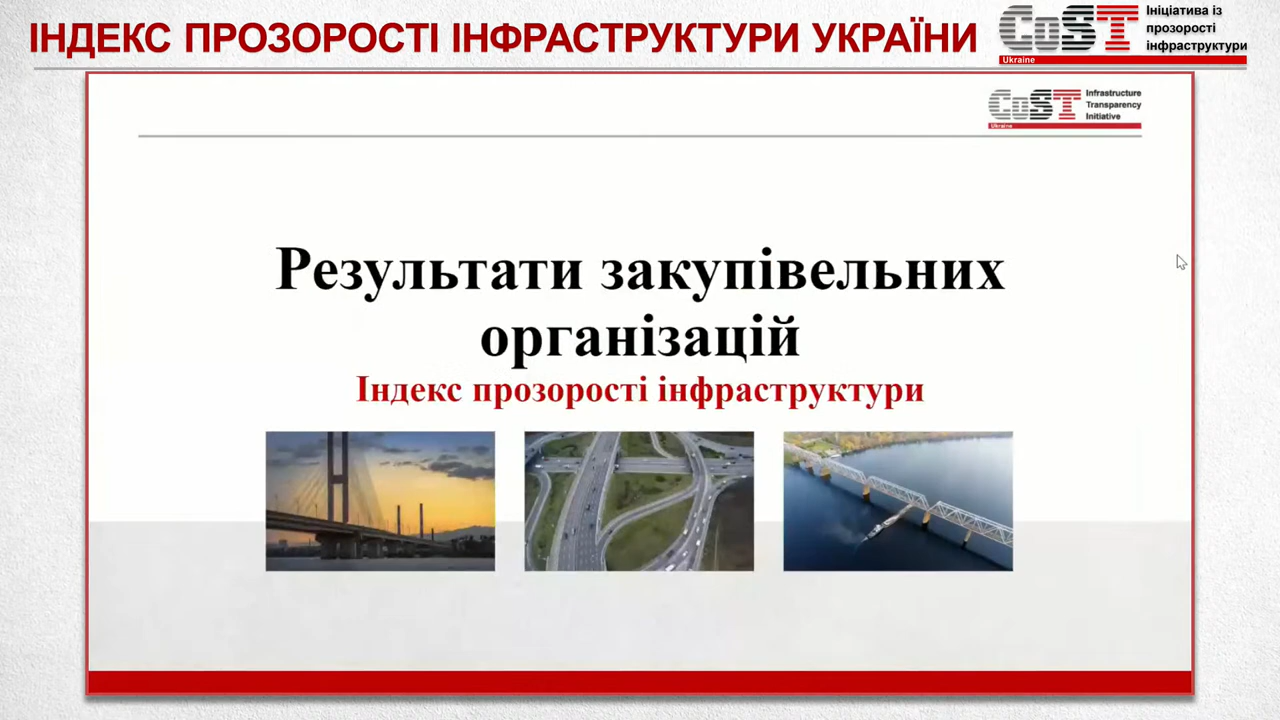 ІНДЕКС ПРОЗОРОСТІ ІНФРАСТРУКТУРИ УКРАЇНИ
CoST
Ukraine
Ініціатива із
прозорості
інфраструктури
CoST
Ukraine
Infrastructure
Transparency
Initiative
Результати закупівельних
організацій
Індекс прозорості інфраструктури